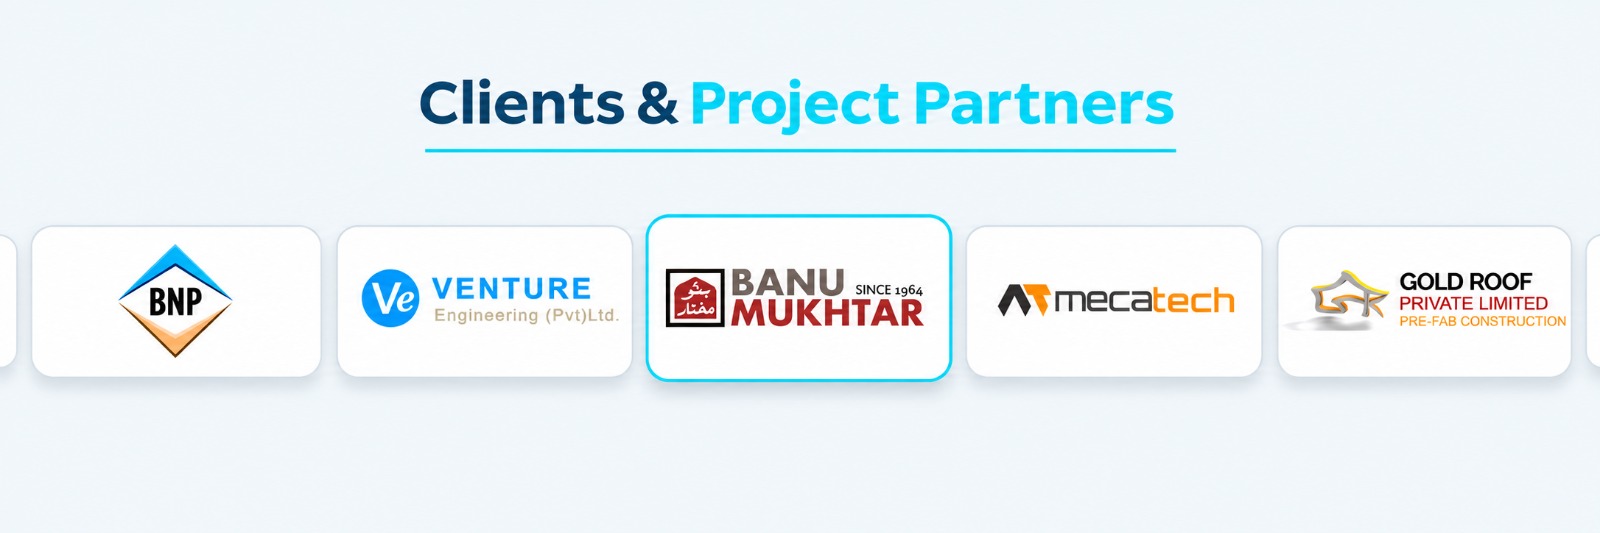 Clients & Project Partners
BNP
Ve
VENTURE
Engineering (Pvt)Ltd.
بنو
مختار
BANU
MUKHTAR
SINCE 1964
mecatech
GOLD ROOF
PRIVATE LIMITED
PRE-FAB CONSTRUCTION